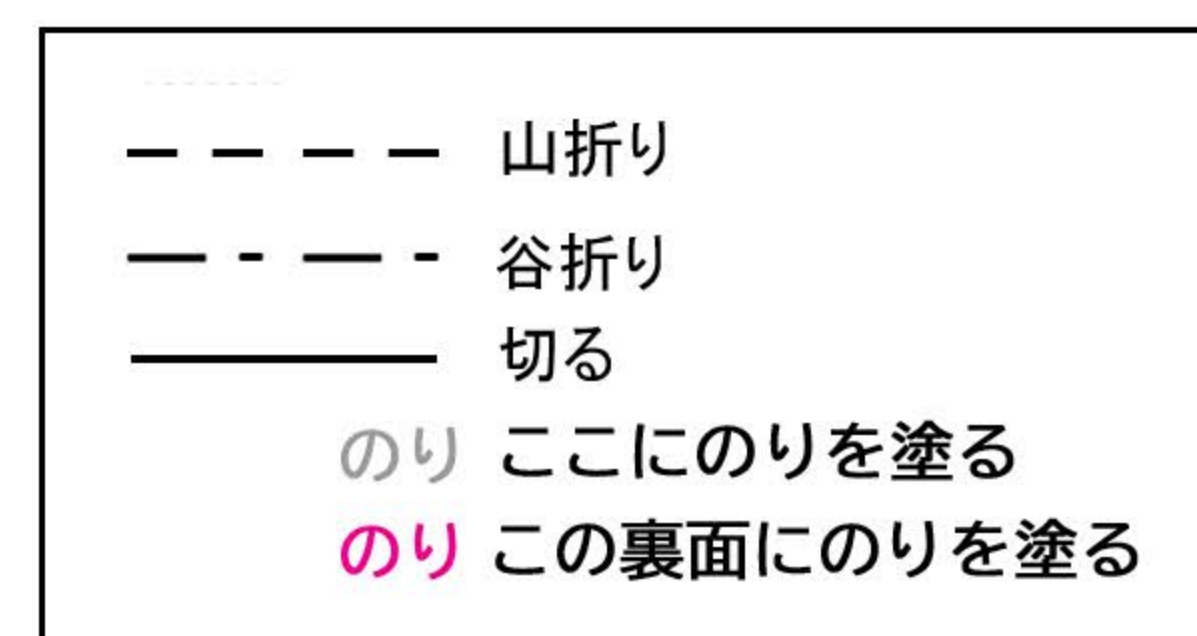 山折り
谷折り
切る
のり ここにのりを塗る
のり この裏面にのりを塗る